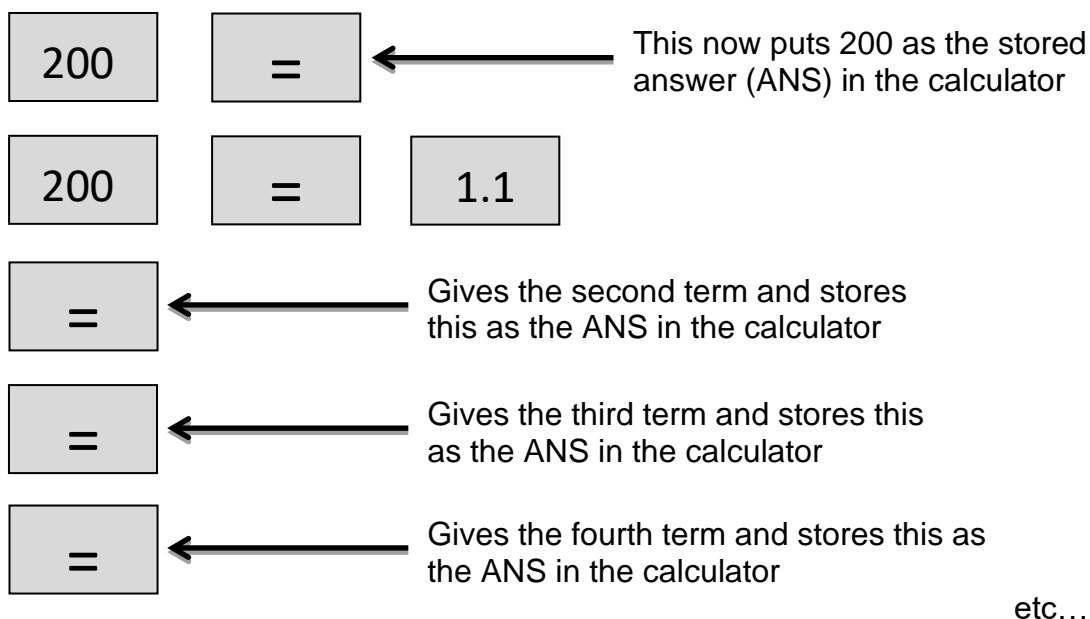 200 =
This now puts 200 as the stored
answer (ANS) in the calculator
200 = 1.1
=
Gives the second term and stores
this as the ANS in the calculator
=
Gives the third term and stores this
as the ANS in the calculator
=
Gives the fourth term and stores this as
the ANS in the calculator
etc…